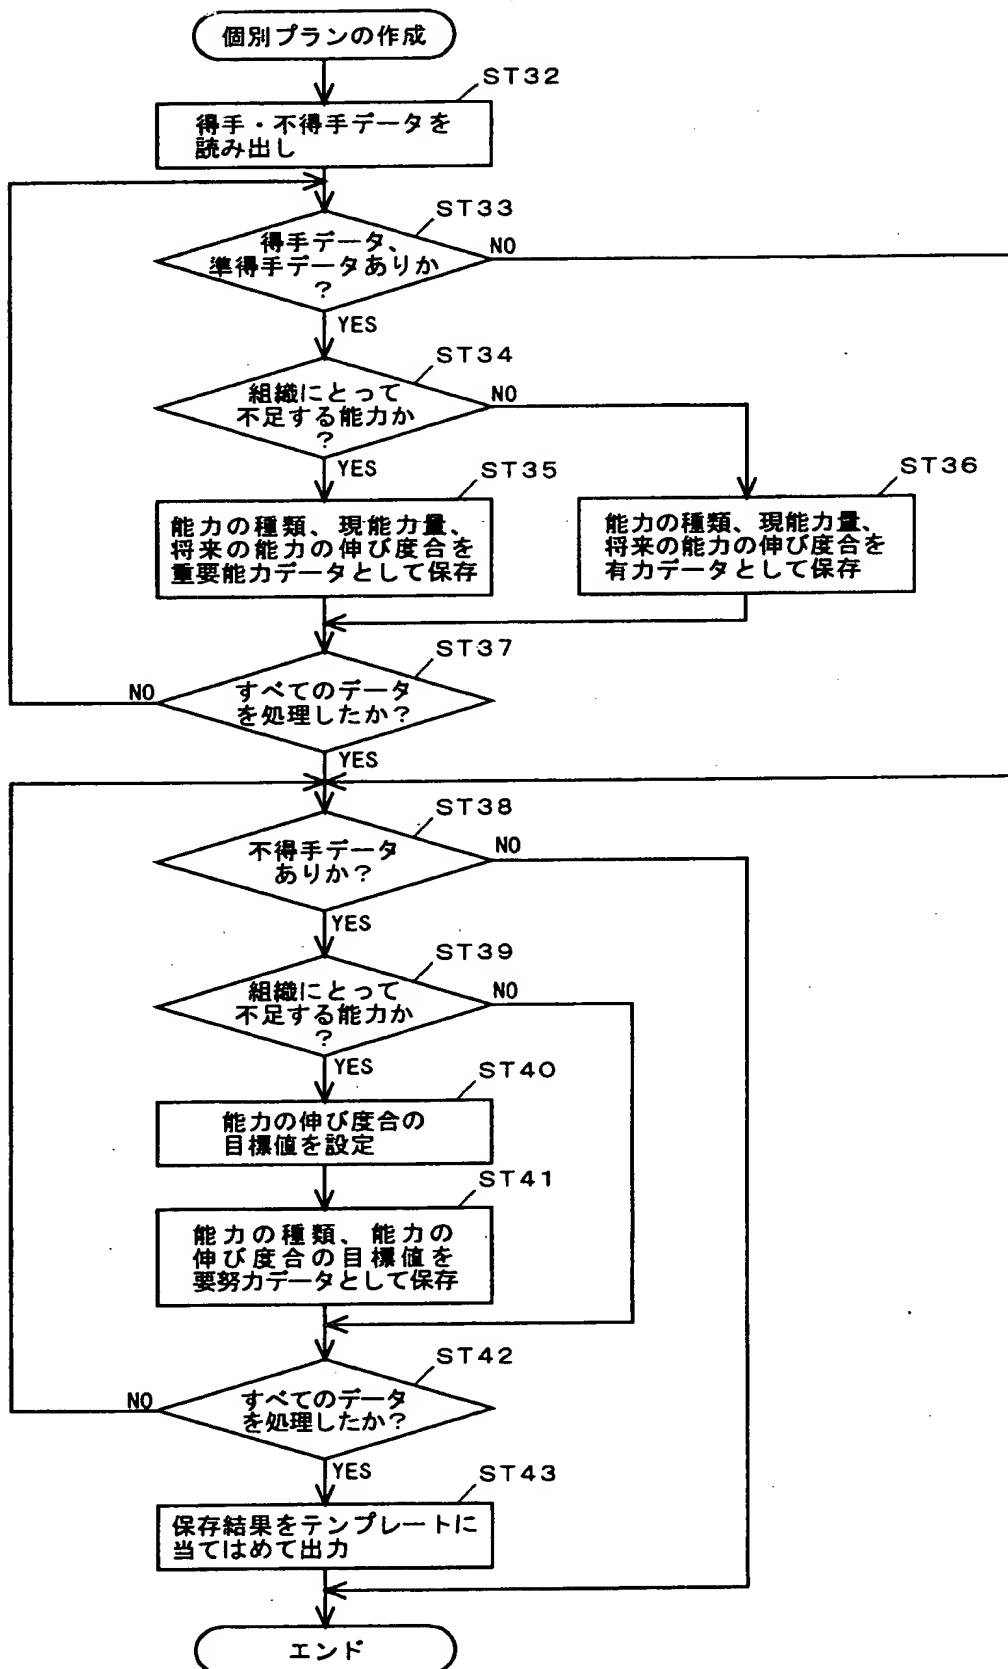 個別プランの作成
ST32
得手・不得手データを
読み出し
ST33
得手データ、
準得手データありか
?
NO
YES
ST34
組織にとって
不足する能力か
?
NO
YES
ST35
能力の種類、現能力量、
将来の能力の伸び度合を
重要能力データとして保存
ST36
能力の種類、現能力量、
将来の能力の伸び度合を
有力データとして保存
ST37
すべてのデータ
を処理したか?
NO
YES
ST38
不得手データ
ありか?
NO
YES
ST39
組織にとって
不足する能力か
?
NO
YES
ST40
能力の伸び度合の
目標値を設定
ST41
能力の種類、能力の
伸び度合の目標値を
要努力データとして保存
ST42
すべてのデータ
を処理したか?
NO
YES
ST43
保存結果をテンプレートに
当てはめて出力
エンド